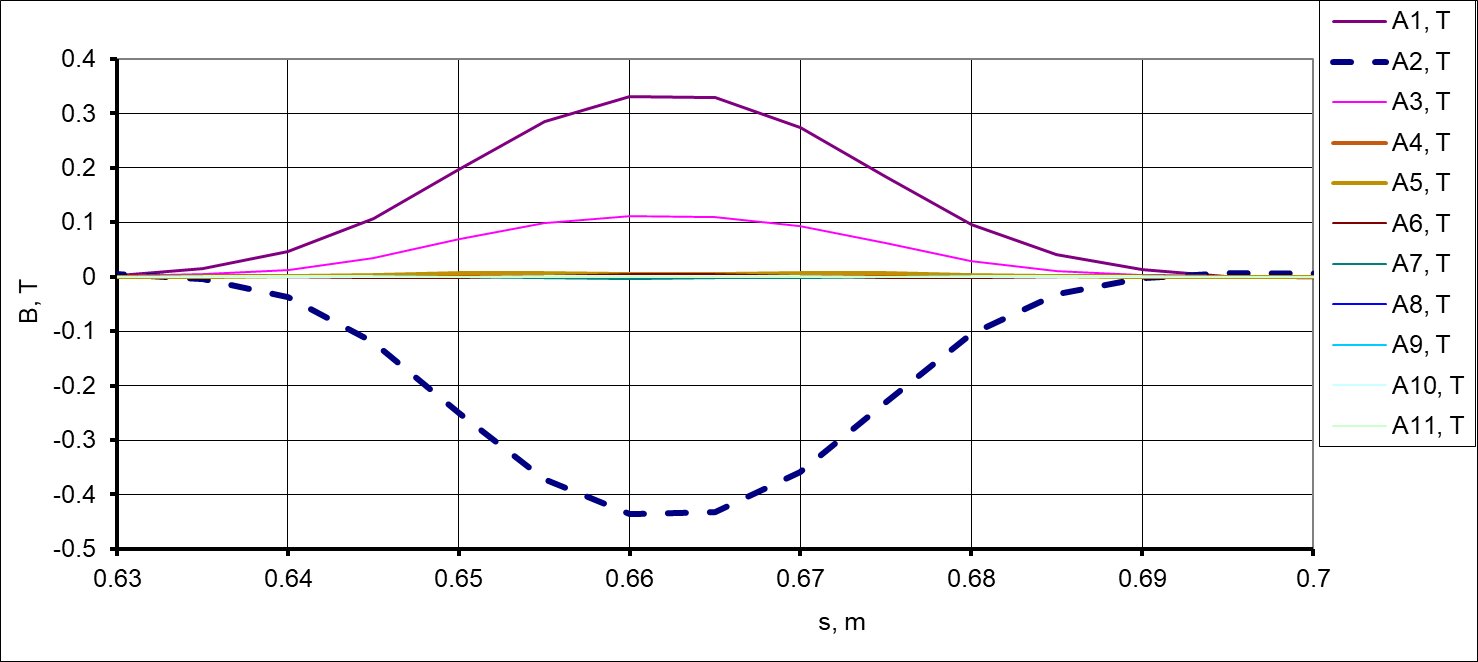 A1, T
A2, T
A3, T
A4, T
A5, T
A6, T
A7, T
A8, T
A9, T
A10, T
A11, T
0.4
0.3
0.2
0.1
0
-0.1
-0.2
-0.3
-0.4
-0.5
B, T
0.63 0.64 0.65 0.66 0.67 0.68 0.69 0.7
s, m